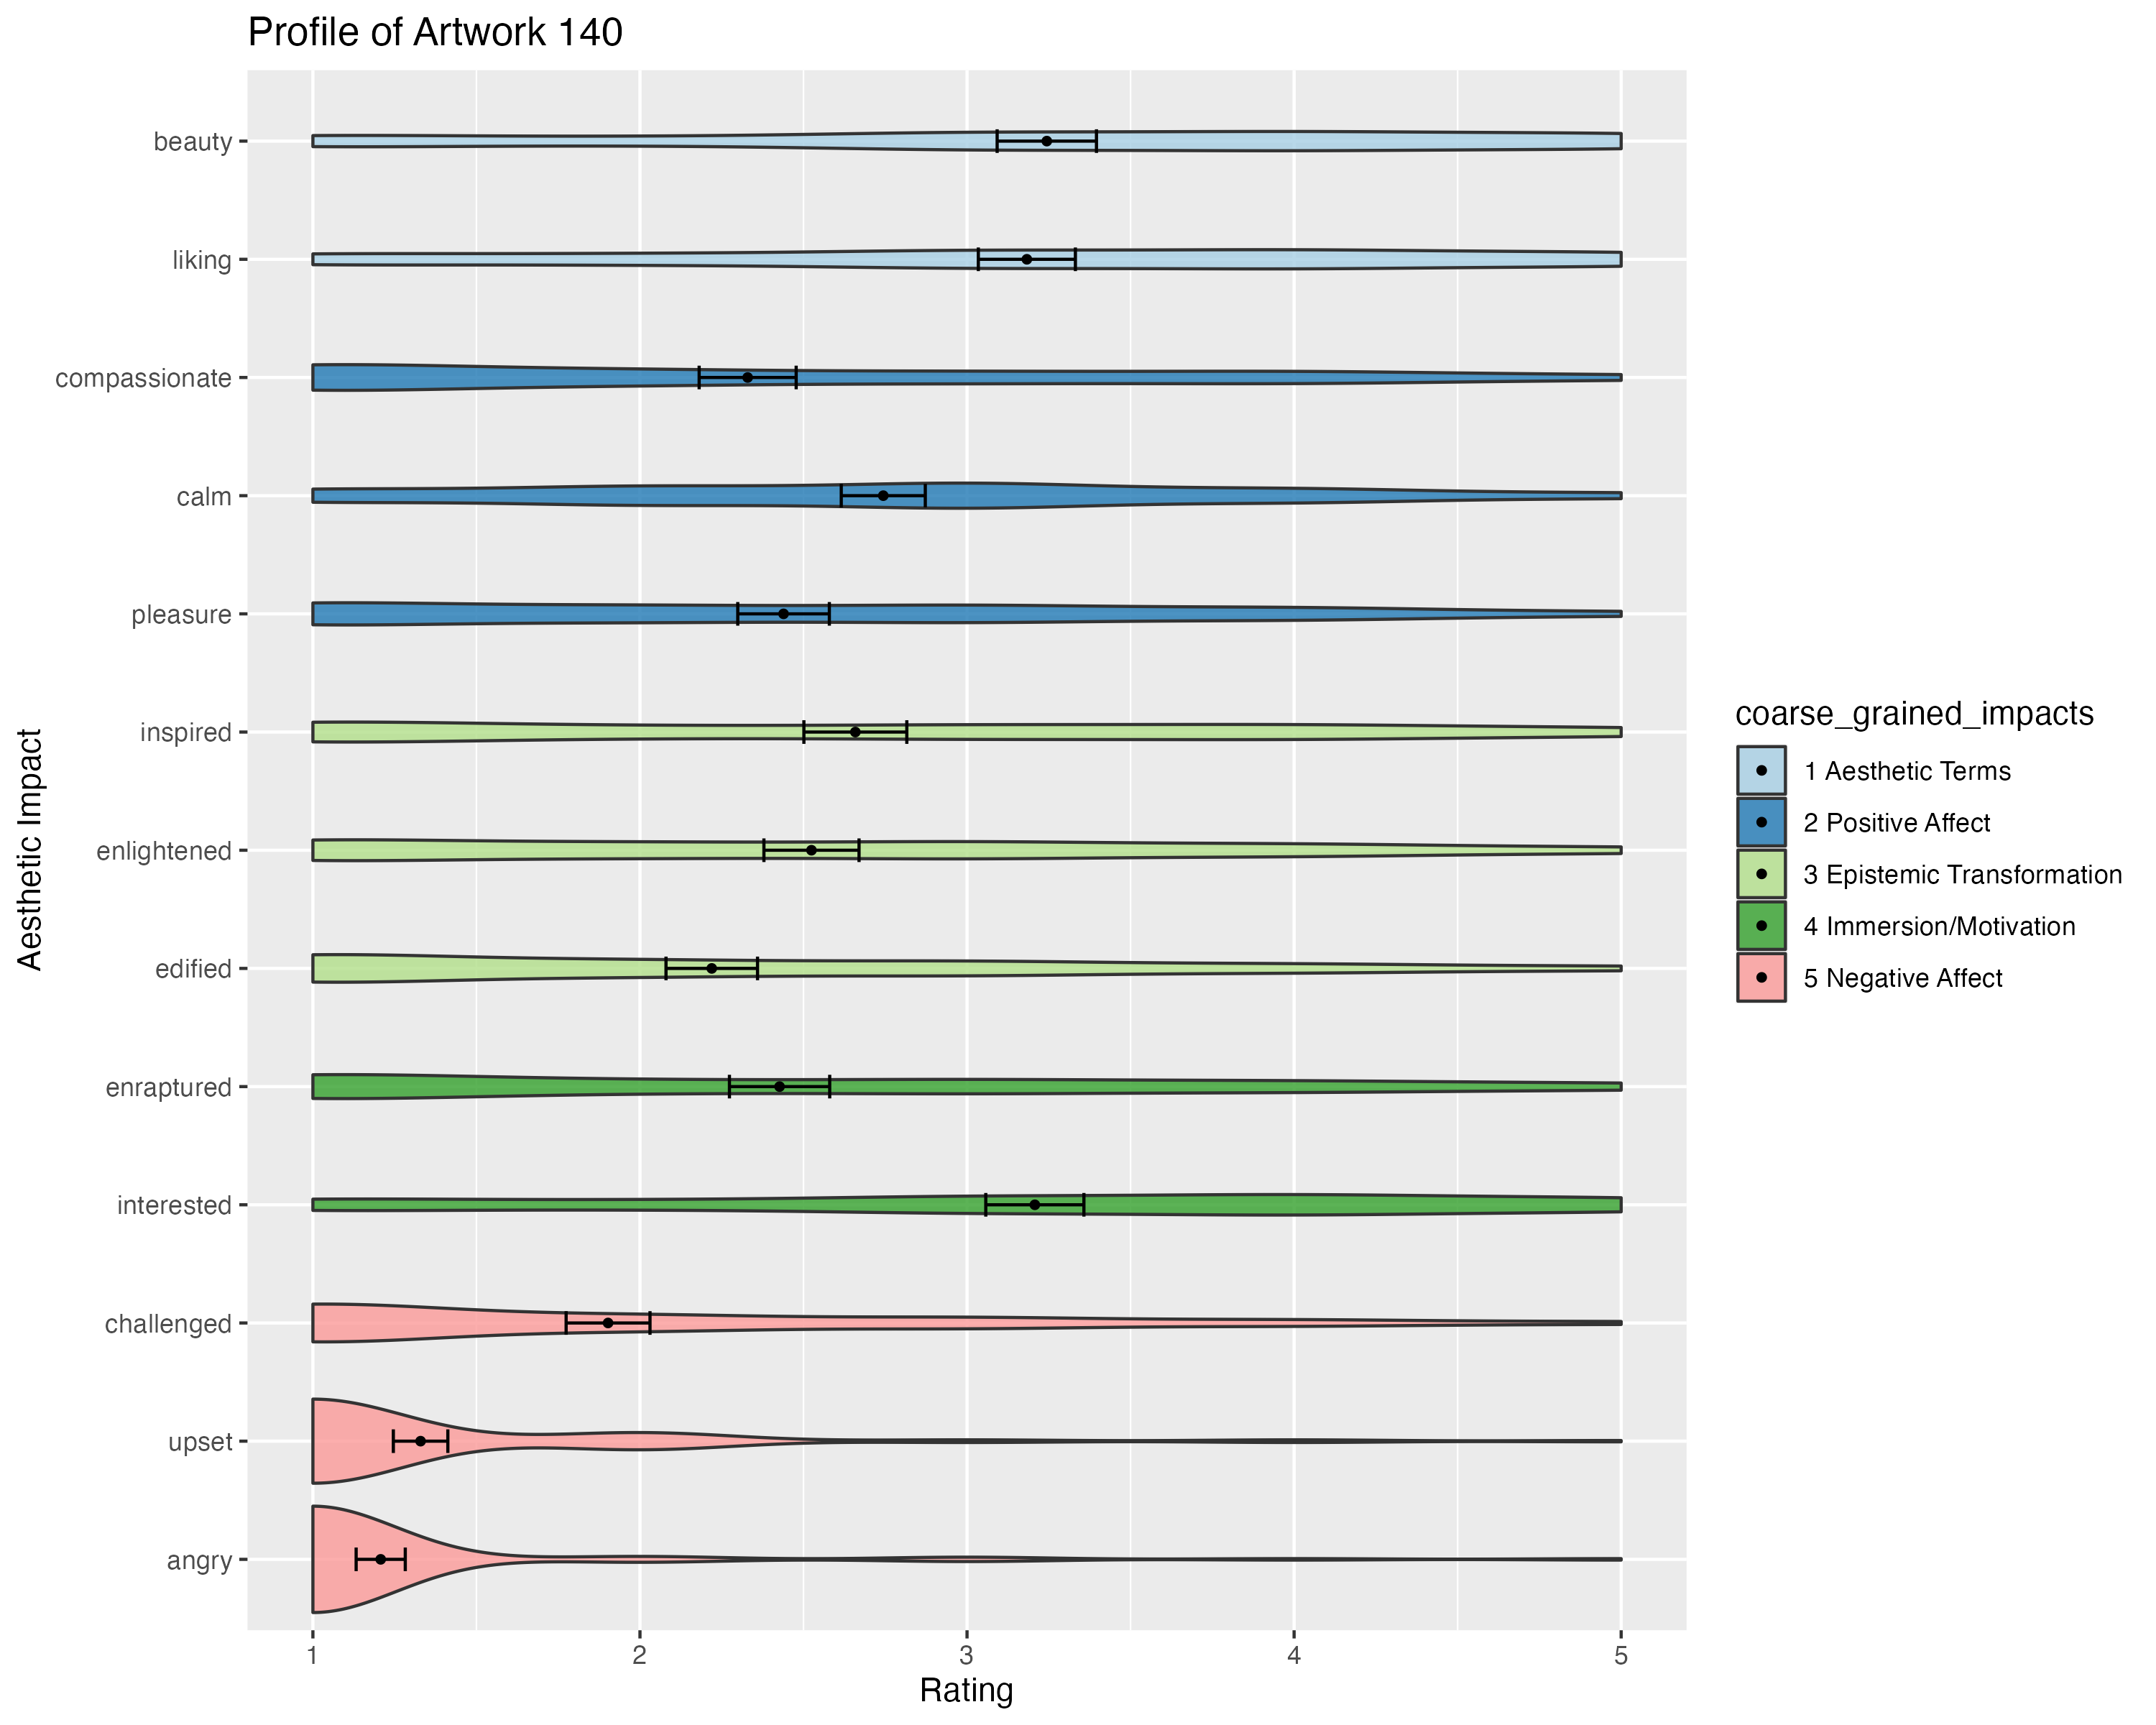 Profile of Artwork 140
Aesthetic Impact
beauty
liking
compassionate
calm
pleasure
inspired
enlightened
edified
enraptured
interested
challenged
upset
angry
1 2 3 4 5
Rating
coarse_grained_impacts
1 Aesthetic Terms
2 Positive Affect
3 Epistemic Transformation
4 Immersion/Motivation
5 Negative Affect